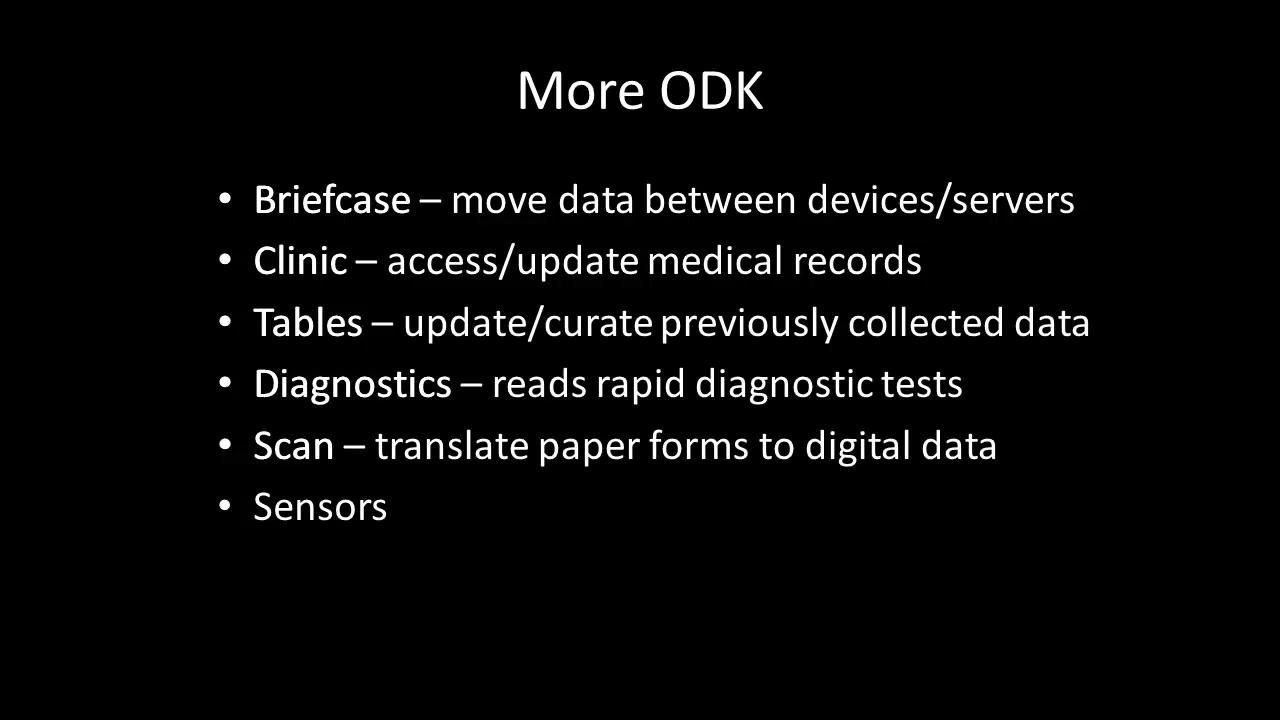 More ODK
• Briefcase – move data between devices/servers
• Clinic – access/update medical records
• Tables – update/curate previously collected data
• Diagnostics – reads rapid diagnostic tests
• Scan – translate paper forms to digital data
• Sensors